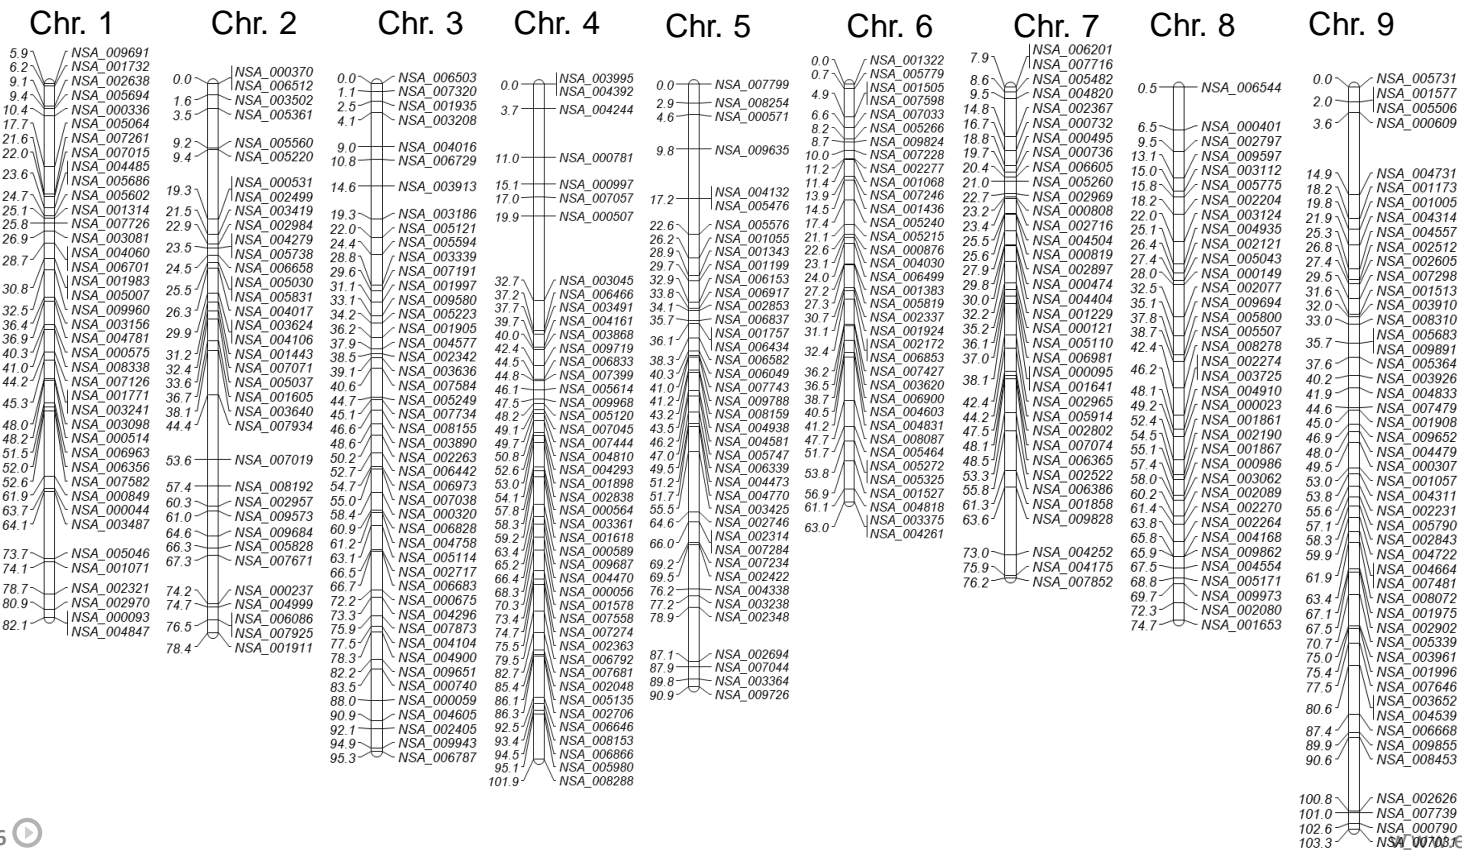 Chr. 1
5.9 NSA_009691
6.2 NSA_001732
9.1 NSA_002638
9.4 NSA_005694
10.4 NSA_000336
17.7 NSA_005064
21.6 NSA_007261
22.0 NSA_007015
23.6 NSA_004485
NSA_005686
24.7 NSA_005602
25.1 NSA_001314
25.8 NSA_007726
26.9 NSA_003081
28.7 NSA_004060
NSA_006701
30.8 NSA_001983
NSA_005007
32.5 NSA_009960
36.4 NSA_003156
36.9 NSA_004781
40.3 NSA_000575
41.0 NSA_008338
44.2 NSA_007126
45.3 NSA_001771
NSA_003241
48.0 NSA_003098
48.2 NSA_000514
51.5 NSA_006963
52.0 NSA_006356
52.6 NSA_007582
61.9 NSA_000849
63.7 NSA_000044
64.1 NSA_003487
73.7 NSA_005046
74.1 NSA_001071
78.7 NSA_002321
80.9 NSA_002970
82.1 NSA_000093
NSA_004847
Chr. 2
0.0 NSA_000370
NSA_006512
1.6 NSA_003502
3.5 NSA_005361
9.2 NSA_005560
9.4 NSA_005220
19.3 NSA_000531
NSA_002499
21.5 NSA_003419
22.9 NSA_002984
23.5 NSA_004279
NSA_005738
24.5 NSA_006658
25.5 NSA_005030
NSA_005831
26.3 NSA_004017
29.9 NSA_003624
NSA_004106
31.2 NSA_001443
32.4 NSA_007071
33.6 NSA_005037
36.7 NSA_001605
38.1 NSA_003640
44.4 NSA_007934
53.6 NSA_007019
57.4 NSA_008192
60.3 NSA_002957
61.0 NSA_009573
64.6 NSA_009684
66.3 NSA_005828
67.3 NSA_007671
74.2 NSA_000237
74.7 NSA_004999
76.5 NSA_006086
NSA_007925
78.4 NSA_001911
Chr. 3
0.0 NSA_006503
1.1 NSA_007320
2.5 NSA_001935
4.1 NSA_003208
9.0 NSA_004016
10.8 NSA_006729
14.6 NSA_003913
19.3 NSA_003186
22.0 NSA_005121
24.4 NSA_005594
28.8 NSA_003339
29.6 NSA_007191
31.1 NSA_001997
33.1 NSA_009580
34.2 NSA_005223
36.2 NSA_001905
37.9 NSA_004577
38.5 NSA_002342
39.1 NSA_003636
40.6 NSA_007584
44.7 NSA_005249
45.1 NSA_007734
46.6 NSA_008155
48.6 NSA_003890
50.2 NSA_002263
52.7 NSA_006442
54.7 NSA_006973
55.0 NSA_007038
58.4 NSA_000320
60.9 NSA_006828
61.2 NSA_004758
63.1 NSA_005114
66.5 NSA_002717
66.7 NSA_006683
72.2 NSA_000675
73.3 NSA_004296
75.9 NSA_007873
77.5 NSA_004104
78.3 NSA_004900
82.2 NSA_009651
83.5 NSA_000740
88.0 NSA_000059
90.9 NSA_004605
92.1 NSA_002405
94.9 NSA_009943
95.3 NSA_006787
Chr. 4
0.0 NSA_003995
NSA_004392
3.7 NSA_004244
11.0 NSA_000781
15.1 NSA_000997
17.0 NSA_007057
19.9 NSA_000507
32.7 NSA_003045
37.2 NSA_006466
37.7 NSA_003491
39.7 NSA_004161
40.0 NSA_003868
42.4 NSA_009719
44.5 NSA_006833
44.8 NSA_007399
46.1 NSA_005614
47.5 NSA_009968
48.2 NSA_005120
49.1 NSA_007045
49.7 NSA_007444
50.8 NSA_004810
52.6 NSA_004293
53.0 NSA_001898
54.1 NSA_002838
57.8 NSA_000564
58.3 NSA_003361
59.2 NSA_001618
63.4 NSA_000589
65.2 NSA_009687
66.4 NSA_004470
68.3 NSA_000056
70.3 NSA_001578
73.4 NSA_007558
74.7 NSA_007274
75.5 NSA_002363
79.5 NSA_006792
82.7 NSA_007681
85.4 NSA_002048
86.1 NSA_005135
86.3 NSA_002706
92.5 NSA_006646
93.4 NSA_008153
94.5 NSA_006866
95.1 NSA_005980
101.9 NSA_008288
Chr. 5
0.0 NSA_007799
2.9 NSA_008254
4.6 NSA_000571
9.8 NSA_009635
17.2 NSA_004132
NSA_005476
22.6 NSA_005576
26.2 NSA_001055
28.9 NSA_001343
29.7 NSA_001199
32.9 NSA_006153
33.8 NSA_006917
34.1 NSA_002853
35.7 NSA_006837
36.1 NSA_001757
NSA_006434
38.3 NSA_006582
40.3 NSA_006049
41.0 NSA_007743
41.2 NSA_009788
43.2 NSA_008159
43.5 NSA_004938
46.2 NSA_004581
47.0 NSA_005747
49.5 NSA_006339
51.2 NSA_004473
51.7 NSA_004770
55.5 NSA_003425
64.6 NSA_002746
66.0 NSA_002314
NSA_007284
69.2 NSA_007234
69.5 NSA_002422
76.2 NSA_004338
77.2 NSA_003238
78.9 NSA_002348
87.1 NSA_002694
87.9 NSA_007044
89.8 NSA_003364
90.9 NSA_009726
Chr. 6
0.0 NSA_001322
0.7 NSA_005779
4.9 NSA_001505
NSA_007598
6.6 NSA_007033
8.2 NSA_005266
8.7 NSA_009824
10.0 NSA_007228
11.2 NSA_002277
11.4 NSA_001068
13.9 NSA_007246
14.5 NSA_001436
17.4 NSA_005240
21.1 NSA_005215
22.6 NSA_000876
23.1 NSA_004030
24.0 NSA_006499
27.2 NSA_001383
27.3 NSA_005819
30.7 NSA_002337
31.1 NSA_001924
32.4 NSA_002172
NSA_006853
36.2 NSA_007427
36.5 NSA_003620
38.7 NSA_006900
40.5 NSA_004603
41.2 NSA_004831
47.7 NSA_008087
51.7 NSA_005464
53.8 NSA_005272
NSA_005325
56.9 NSA_001527
61.1 NSA_004818
63.0 NSA_003375
NSA_004261
Chr. 7
7.9 NSA_006201
NSA_007716
8.6 NSA_005482
9.5 NSA_004820
14.8 NSA_002367
16.7 NSA_000732
18.8 NSA_000495
19.7 NSA_000736
20.4 NSA_006605
21.0 NSA_005260
22.7 NSA_002969
23.2 NSA_000808
23.4 NSA_002716
25.5 NSA_004504
25.6 NSA_000819
27.9 NSA_002897
29.8 NSA_000474
30.0 NSA_004404
32.2 NSA_001229
35.2 NSA_000121
36.1 NSA_005110
37.0 NSA_006981
38.1 NSA_000095
NSA_001641
42.4 NSA_002965
44.2 NSA_005914
47.5 NSA_002802
48.1 NSA_007074
48.5 NSA_006365
53.3 NSA_002522
55.8 NSA_006386
61.3 NSA_001858
63.6 NSA_009828
73.0 NSA_004252
75.9 NSA_004175
76.2 NSA_007852
Chr. 8
0.5 NSA_006544
6.5 NSA_000401
9.5 NSA_002797
13.1 NSA_009597
15.0 NSA_003112
15.8 NSA_005775
18.2 NSA_002204
22.0 NSA_003124
25.1 NSA_004935
26.4 NSA_002121
27.4 NSA_005043
28.0 NSA_000149
32.5 NSA_002077
35.1 NSA_009694
37.8 NSA_005800
38.7 NSA_005507
42.4 NSA_008278
46.2 NSA_002274
NSA_003725
48.1 NSA_004910
49.2 NSA_000023
52.4 NSA_001861
54.5 NSA_002190
55.1 NSA_001867
57.4 NSA_000986
58.0 NSA_003062
60.2 NSA_002089
61.4 NSA_002270
63.8 NSA_002264
65.8 NSA_004168
65.9 NSA_009862
67.5 NSA_004554
68.8 NSA_005171
69.7 NSA_009973
72.3 NSA_002080
74.7 NSA_001653
Chr. 9
0.0 NSA_005731
2.0 NSA_001577
NSA_005506
3.6 NSA_000609
14.9 NSA_004731
18.2 NSA_001173
19.8 NSA_001005
21.9 NSA_004314
25.3 NSA_004557
26.8 NSA_002512
27.4 NSA_002605
29.5 NSA_007298
31.6 NSA_001513
32.0 NSA_003910
33.0 NSA_008310
35.7 NSA_005683
NSA_009891
37.6 NSA_005364
40.2 NSA_003926
41.9 NSA_004833
44.6 NSA_007479
45.0 NSA_001908
46.9 NSA_009652
48.0 NSA_004479
49.5 NSA_000307
53.0 NSA_001057
53.8 NSA_004311
55.6 NSA_002231
57.1 NSA_005790
58.3 NSA_002843
59.9 NSA_004722
61.9 NSA_004664
NSA_007481
63.4 NSA_008072
67.1 NSA_001975
67.5 NSA_002902
70.7 NSA_005339
75.0 NSA_003961
75.4 NSA_001996
77.5 NSA_007646
80.6 NSA_003652
NSA_004539
87.4 NSA_006668
89.9 NSA_009855
90.6 NSA_008453
100.8 NSA_002626
101.0 NSA_007739
102.6 NSA_000790
103.3
6